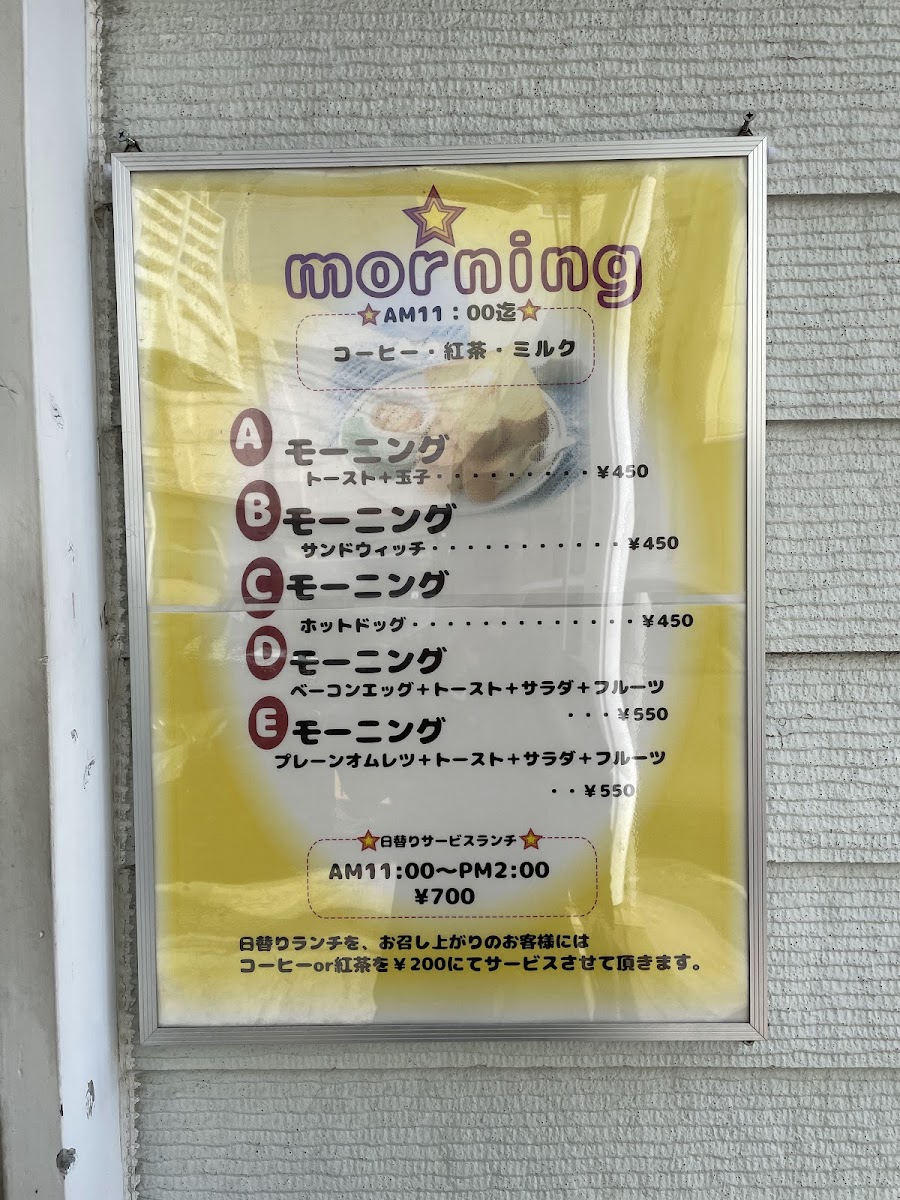 morning
AM11：00迄
コーヒー・紅茶・ミルク
A モーニング
トースト＋玉子・・・・・・・・・￥450
B モーニング
サンドウィッチ・・・・・・・・・・・￥450
C モーニング
ホットドッグ・・・・・・・・・・・・・￥450
D モーニング
ベーコンエッグ＋トースト＋サラダ＋フルーツ
・・・￥550
E モーニング
プレーンオムレツ＋トースト＋サラダ＋フルーツ
・・￥550
日替りサービスランチ
AM11:00～PM2:00
￥700
日替りランチを、お召し上がりのお客様には
コーヒーor紅茶を￥200にてサービスさせて頂きます。